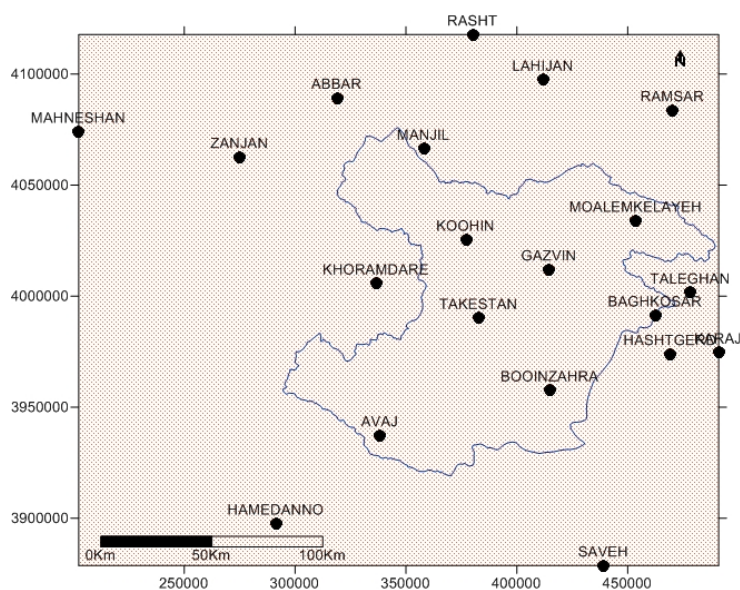 RASHT
LAHIJAN
4100000
N
ABBAR
RAMSAR
MAHNESHAN
MANJIL
ZANJAN
4050000
MOALEMKELAYEH
KOOHIN
GAZVIN
KHORAMDARE
TALEGHAN
4000000
TAKESTAN
BAGHKOSAR
HASHTGERD
KARAJ
BOOINZAHRA
3950000
AVAJ
HAMEDANNO
3900000
0Km 50Km 100Km
SAVEH
250000 300000 350000 400000 450000